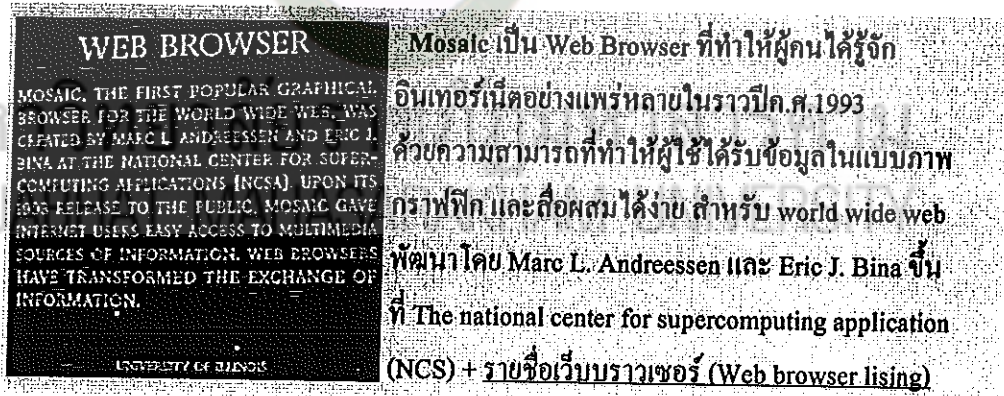 WEB BROWSER
MOSAIC, THE FIRST POPULAR GRAPHICAL
BROWSER FOR THE WORLD WIDE WEB, WAS
CREATED BY MARC L. ANDREESSEN AND ERIC J.
BINA AT THE NATIONAL CENTER FOR SUPER-
COMPUTING APPLICATIONS [NCSA]. UPON ITS
RELEASE TO THE PUBLIC, MOSAIC GAVE
INTERNET USERS EASY ACCESS TO MULTIMEDIA
SOURCES OF INFORMATION. WEB BROWSERS
HAVE TRANSFORMED THE EXCHANGE OF
INFORMATION.
UNIVERSITY OF ILLINOIS
Mosaic เป็น Web Browser ที่ทำให้ผู้คนได้รู้จัก
อินเทอร์เน็ตอย่างแพร่หลายในราวปีค.ศ.1993
ด้วยความสามารถที่ทำให้ผู้ใช้ได้รับข้อมูลในแบบภาพ
กราฟฟิก และสื่อผสมได้ง่าย สำหรับ world wide web
พัฒนาโดย Marc L. Andreessen และ Eric J. Bina ขึ้น
ที่ The national center for supercomputing application
(NCS) + รายชื่อเว็บบราวเซอร์ (Web browser lising)